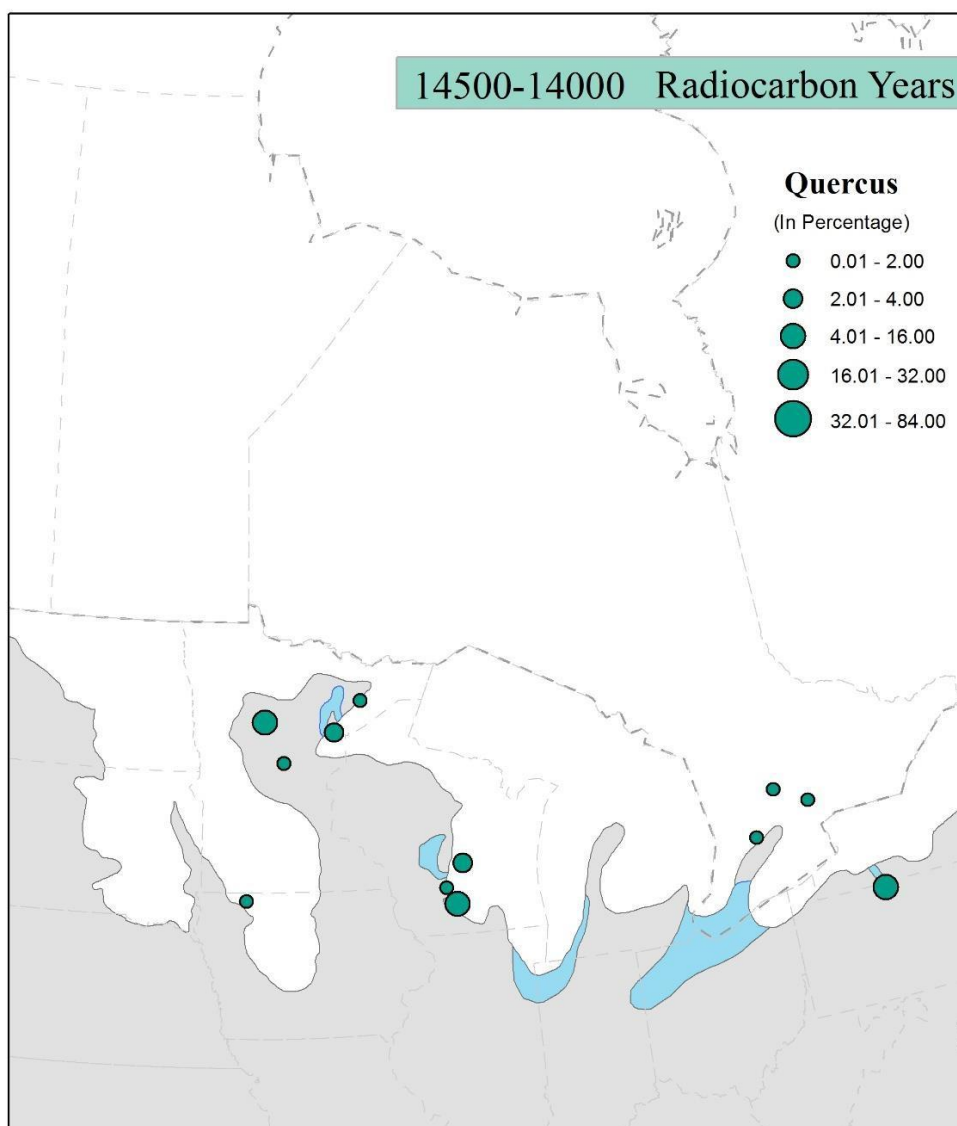 14500-14000 Radiocarbon Years
Quercus
(In Percentage)
0.01 - 2.00
2.01 - 4.00
4.01 - 16.00
16.01 - 32.00
32.01 - 84.00